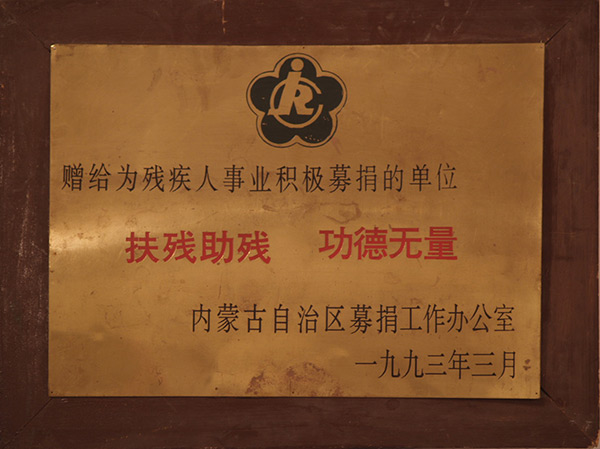 赠给为残疾人事业积极募捐的单位
扶残助残 功德无量
内蒙古自治区募捐工作办公室
一九九三年三月